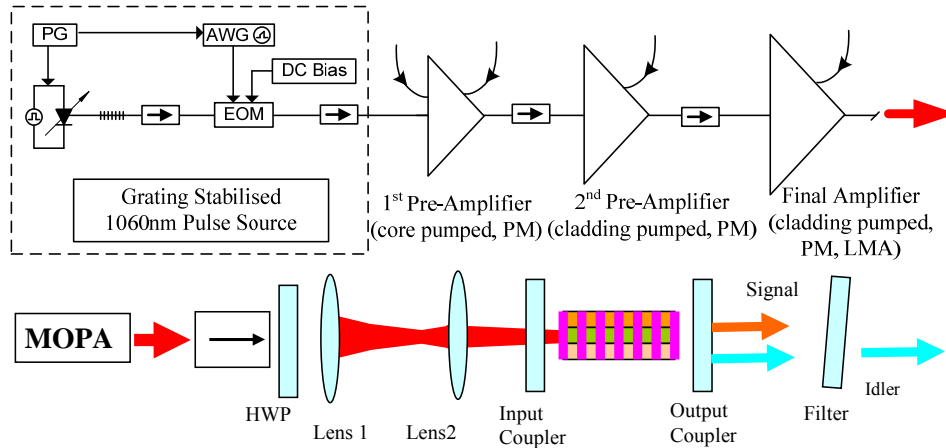 PG
AWG
DC Bias
EOM
Grating Stabilised
1060nm Pulse Source
1st Pre-Amplifier
(core pumped, PM)
2nd Pre-Amplifier
(cladding pumped, PM)
Final Amplifier
(cladding pumped,
PM, LMA)
MOPA
HWP
Lens 1
Lens2
Input
Coupler
Output
Coupler
Signal
Filter
Idler